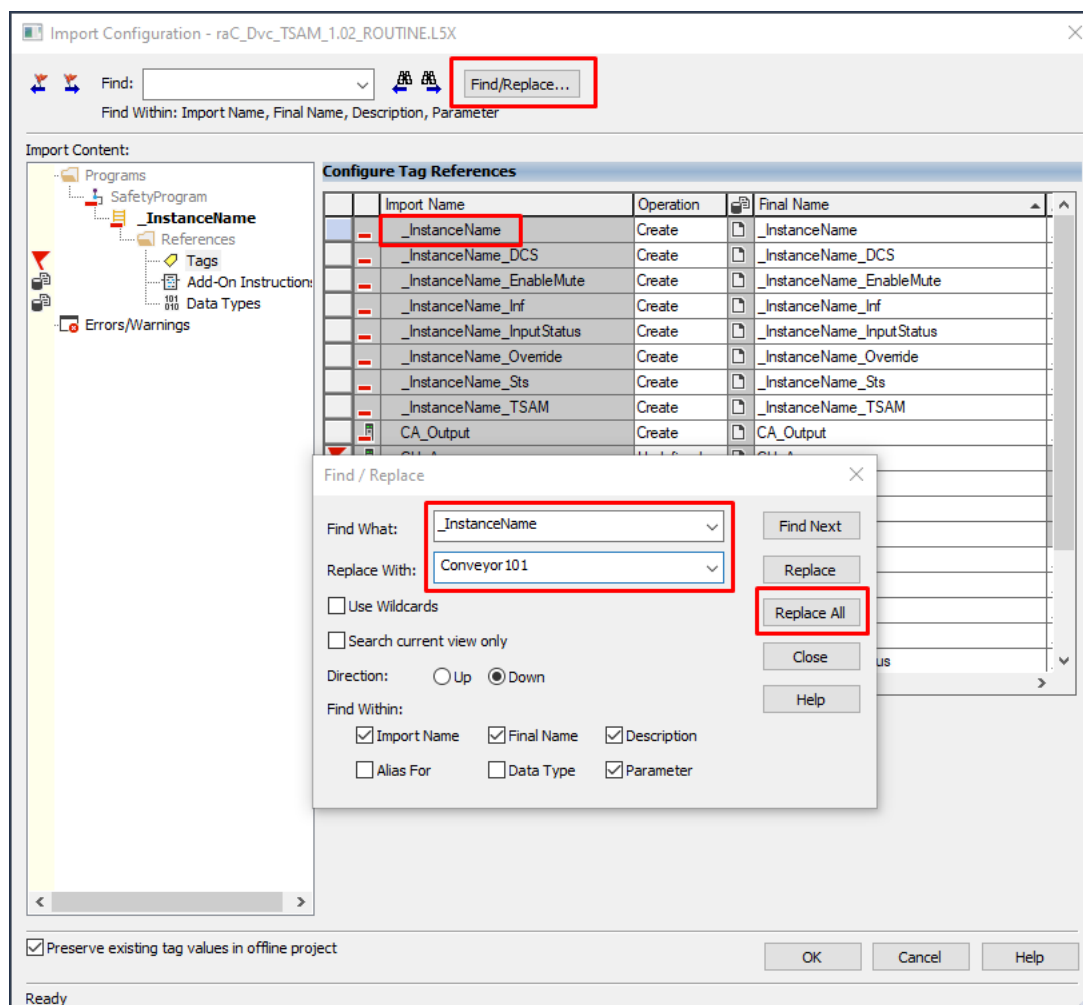 Import Configuration - raC_Dvc_TSAM_1.02_ROUTINE.L5X
Find:
Find/Replace...
Find Within: Import Name, Final Name, Description, Parameter
Import Content:
Programs
SafetyProgram
_InstanceName
References
Tags
Add-On Instruction
Data Types
Errors/Warnings
Configure Tag References
Import Name Operation Final Name
_InstanceName Create _InstanceName
_InstanceName_DCS Create _InstanceName_DCS
_InstanceName_EnableMute Create _InstanceName_EnableMute
_InstanceName_Inf Create _InstanceName_Inf
_InstanceName_InputStatus Create _InstanceName_InputStatus
_InstanceName_Override Create _InstanceName_Override
_InstanceName_Sts Create _InstanceName_Sts
_InstanceName_TSAM Create _InstanceName_TSAM
CA_Output Create CA_Output
us
Find / Replace
Find What: _InstanceName Find Next
Replace With: Conveyor101 Replace
Use Wildcards Replace All
Search current view only
Close
Direction: Up Down
Help
Find Within:
Import Name Final Name Description
Alias For Data Type Parameter
Preserve existing tag values in offline project
OK Cancel Help
Ready